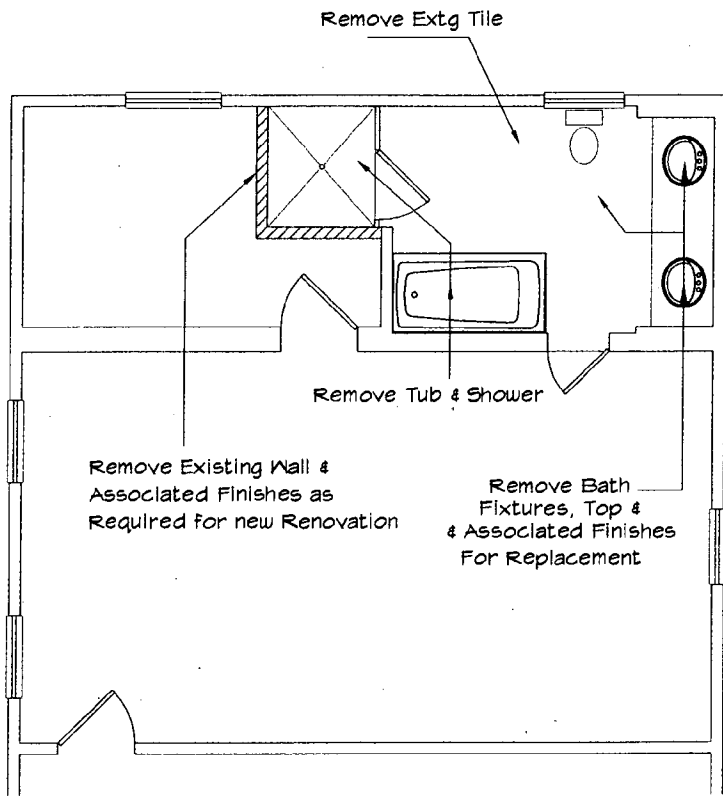 Remove Extg Tile
Remove Tub & Shower
Remove Existing Wall &
Associated Finishes as
Required for new Renovation
Remove Bath
Fixtures, Top &
& Associated Finishes
For Replacement